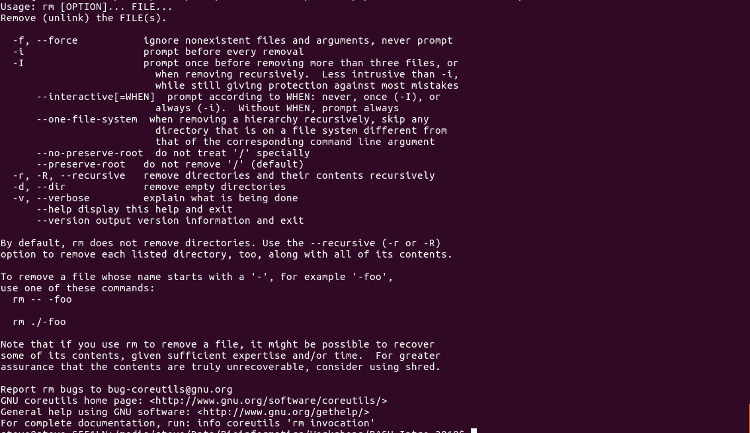 Usage: rm [OPTION]... FILE...
Remove (unlink) the FILE(s).
-f, --force ignore nonexistent files and arguments, never prompt
-i prompt before every removal
-I prompt once before removing more than three files, or
when removing recursively. Less intrusive than -i,
while still giving protection against most mistakes
--interactive[=WHEN] prompt according to WHEN: never, once (-I), or
always (-i). Without WHEN, prompt always
--one-file-system when removing a hierarchy recursively, skip any
directory that is on a file system different from
that of the corresponding command line argument
--no-preserve-root do not treat '/' specially
--preserve-root do not remove '/' (default)
-r, -R, --recursive remove directories and their contents recursively
-d, --dir remove empty directories
-v, --verbose explain what is being done
--help display this help and exit
--version output version information and exit
By default, rm does not remove directories. Use the --recursive (-r or -R)
option to remove each listed directory, too, along with all of its contents.
To remove a file whose name starts with a '-', for example '-foo',
use one of these commands:
rm -- -foo
rm ./-foo
Note that if you use rm to remove a file, it might be possible to recover
some of its contents, given sufficient expertise and/or time. For greater
assurance that the contents are truly unrecoverable, consider using shred.
Report rm bugs to bug-coreutils@gnu.org
GNU coreutils home page: <http://www.gnu.org/software/coreutils/>
General help using GNU software: <http://www.gnu.org/gethelp/>
For complete documentation, run: info coreutils 'rm invocation'